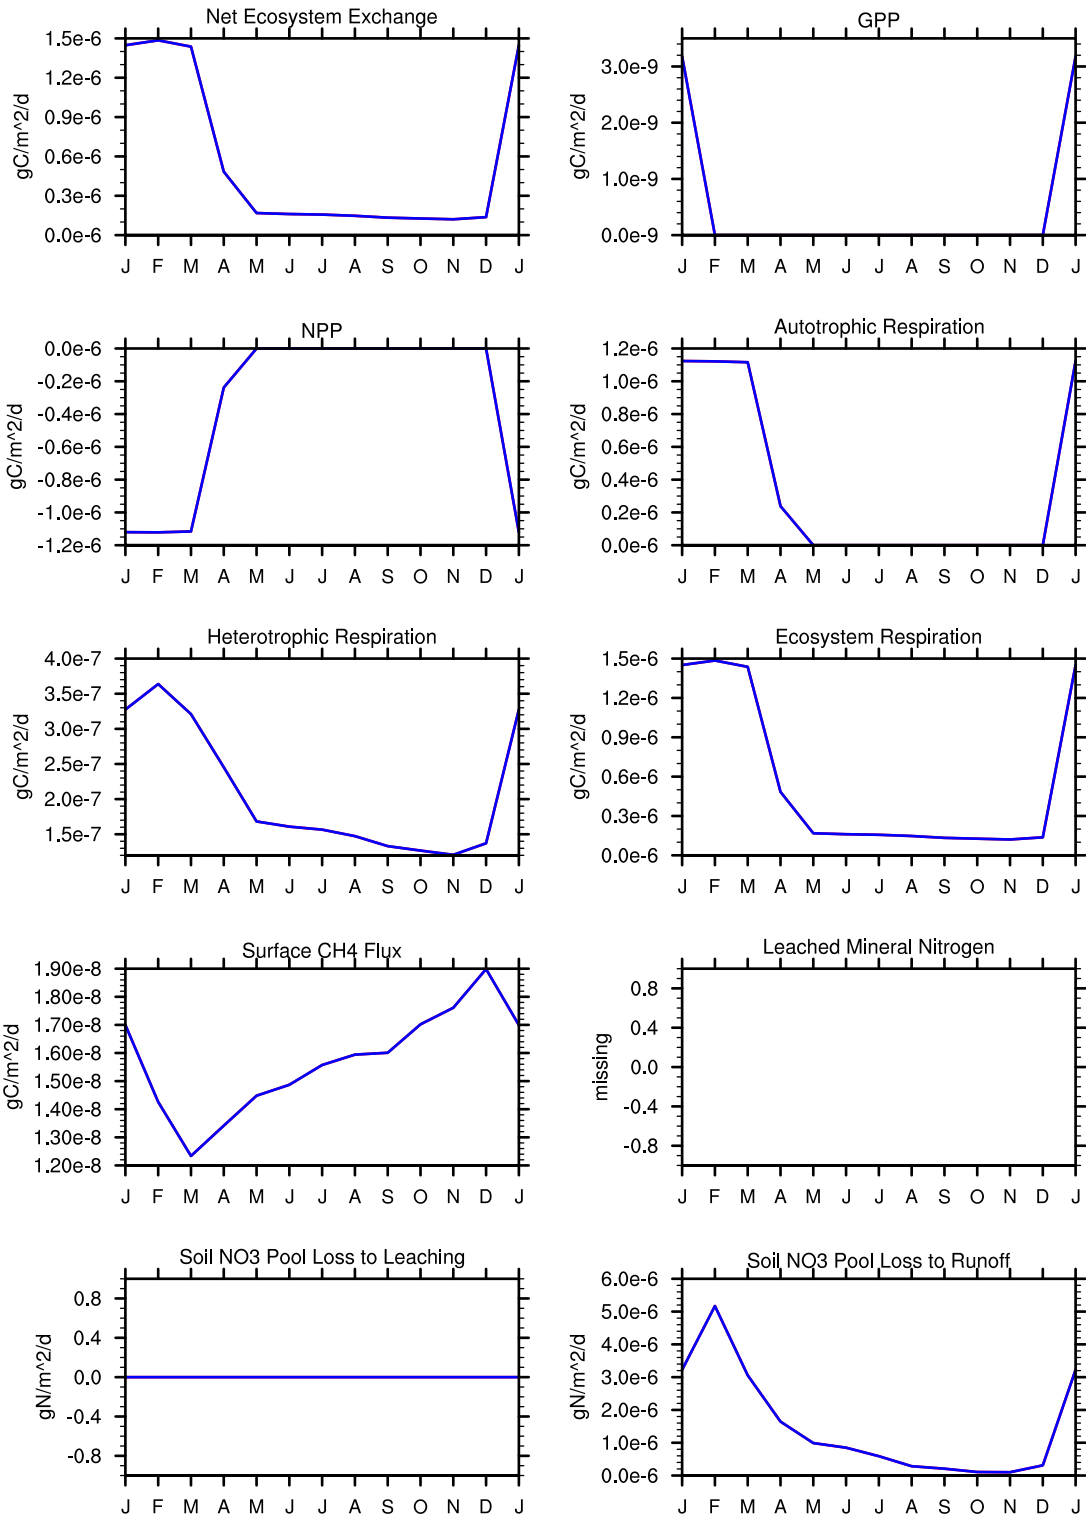 Net Ecosystem Exchange
gC/m^2/d
1.5e-6
1.2e-6
0.9e-6
0.6e-6
0.3e-6
0.0e-6
J F M A M J J A S O N D J
GPP
gC/m^2/d
3.0e-9
2.0e-9
1.0e-9
0.0e-9
J F M A M J J A S O N D J
NPP
gC/m^2/d
0.0e-6
-0.2e-6
-0.4e-6
-0.6e-6
-0.8e-6
-1.0e-6
-1.2e-6
J F M A M J J A S O N D J
Autotrophic Respiration
gC/m^2/d
1.2e-6
1.0e-6
0.8e-6
0.6e-6
0.4e-6
0.2e-6
0.0e-6
J F M A M J J A S O N D J
Heterotrophic Respiration
gC/m^2/d
4.0e-7
3.5e-7
3.0e-7
2.5e-7
2.0e-7
1.5e-7
J F M A M J J A S O N D J
Ecosystem Respiration
gC/m^2/d
1.5e-6
1.2e-6
0.9e-6
0.6e-6
0.3e-6
0.0e-6
J F M A M J J A S O N D J
Surface CH4 Flux
gC/m^2/d
1.90e-8
1.80e-8
1.70e-8
1.60e-8
1.50e-8
1.40e-8
1.30e-8
1.20e-8
J F M A M J J A S O N D J
Leached Mineral Nitrogen
missing
0.8
0.4
0.0
-0.4
-0.8
J F M A M J J A S O N D J
Soil NO3 Pool Loss to Leaching
gN/m^2/d
0.8
0.4
0.0
-0.4
-0.8
J F M A M J J A S O N D J
Soil NO3 Pool Loss to Runoff
gN/m^2/d
6.0e-6
5.0e-6
4.0e-6
3.0e-6
2.0e-6
1.0e-6
0.0e-6
J F M A M J J A S O N D J